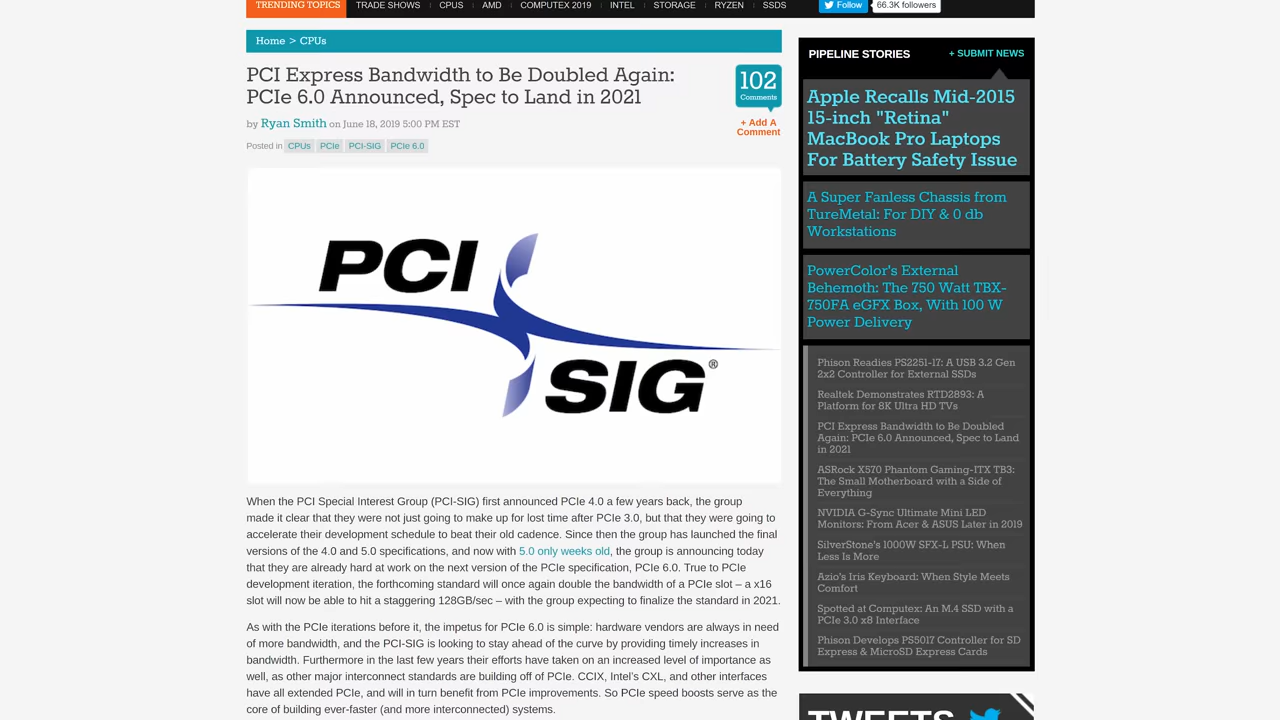 TRENDING TOPICS TRADE SHOWS CPUS AMD COMPUTEX 2019 INTEL STORAGE RYZEN SSDS
Follow 66.3K followers
Home > CPUs
PCI Express Bandwidth to Be Doubled Again:
PCIe 6.0 Announced, Spec to Land in 2021
102
Comments
by Ryan Smith on June 18, 2019 5:00 PM EST
+ Add A
Comment
Posted in CPUs PCIe PCI-SIG PCIe 6.0
PCI
SIG®
When the PCI Special Interest Group (PCI-SIG) first announced PCIe 4.0 a few years back, the group
made it clear that they were not just going to make up for lost time after PCIe 3.0, but that they were going to
accelerate their development schedule to beat their old cadence. Since then the group has launched the final
versions of the 4.0 and 5.0 specifications, and now with 5.0 only weeks old, the group is announcing today
that they are already hard at work on the next version of the PCIe specification, PCIe 6.0. True to PCIe
development iteration, the forthcoming standard will once again double the bandwidth of a PCIe slot – a x16
slot will now be able to hit a staggering 128GB/sec – with the group expecting to finalize the standard in 2021.
As with the PCIe iterations before it, the impetus for PCIe 6.0 is simple: hardware vendors are always in need
of more bandwidth, and the PCI-SIG is looking to stay ahead of the curve by providing timely increases in
bandwidth. Furthermore in the last few years their efforts have taken on an increased level of importance as
well, as other major interconnect standards are building off of PCIe. CCIX, Intel's CXL, and other interfaces
have all extended PCIe, and will in turn benefit from PCIe improvements. So PCIe speed boosts serve as the
core of building ever-faster (and more interconnected) systems.
PIPELINE STORIES + SUBMIT NEWS
Apple Recalls Mid-2015
15-inch "Retina"
MacBook Pro Laptops
For Battery Safety Issue
A Super Fanless Chassis from
TureMetal: For DIY & 0 db
Workstations
PowerColor's External
Behemoth: The 750 Watt TBX-
750FA eGFX Box, With 100 W
Power Delivery
Phison Readies PS2251-17: A USB 3.2 Gen
2x2 Controller for External SSDs
Realtek Demonstrates RTD2893: A
Platform for 8K Ultra HD TVs
PCI Express Bandwidth to Be Doubled
Again: PCIe 6.0 Announced, Spec to Land
in 2021
ASRock X570 Phantom Gaming-ITX TB3:
The Small Motherboard with a Side of
Everything
NVIDIA G-Sync Ultimate Mini LED
Monitors: From Acer & ASUS Later in 2019
SilverStone's 1000W SFX-L PSU: When
Less Is More
Azio's Iris Keyboard: When Style Meets
Comfort
Spotted at Computex: An M.4 SSD with a
PCIe 3.0 x8 Interface
Phison Develops PS5017 Controller for SD
Express & MicroSD Express Cards
TWEETS